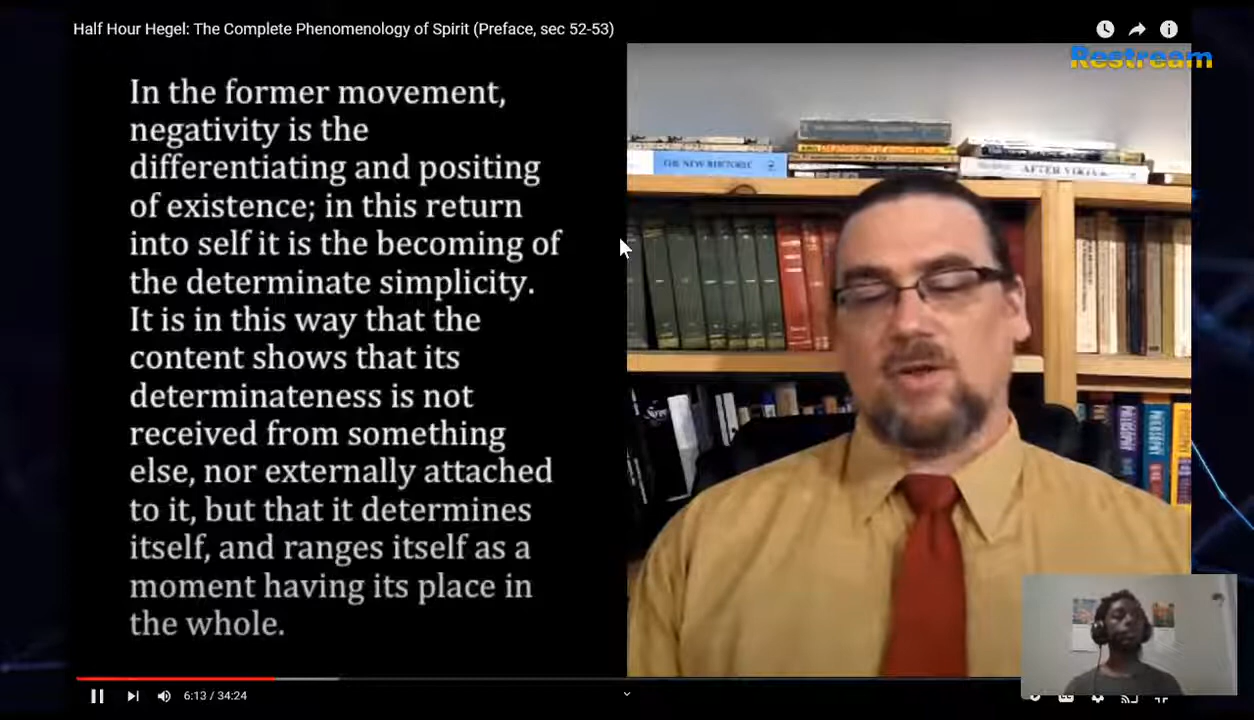 Half Hour Hegel: The Complete Phenomenology of Spirit (Preface, sec 52-53)
Restream
In the former movement,
negativity is the
differentiating and positing
of existence; in this return
into self it is the becoming of
the determinate simplicity.
It is in this way that the
content shows that its
determinateness is not
received from something
else, nor externally attached
to it, but that it determines
itself, and ranges itself as a
moment having its place in
the whole.
THE NEW RHETORIC
AFTER VIRTUE
PHILOSOPHY
PHILOSOPHY
6:13 / 34:24